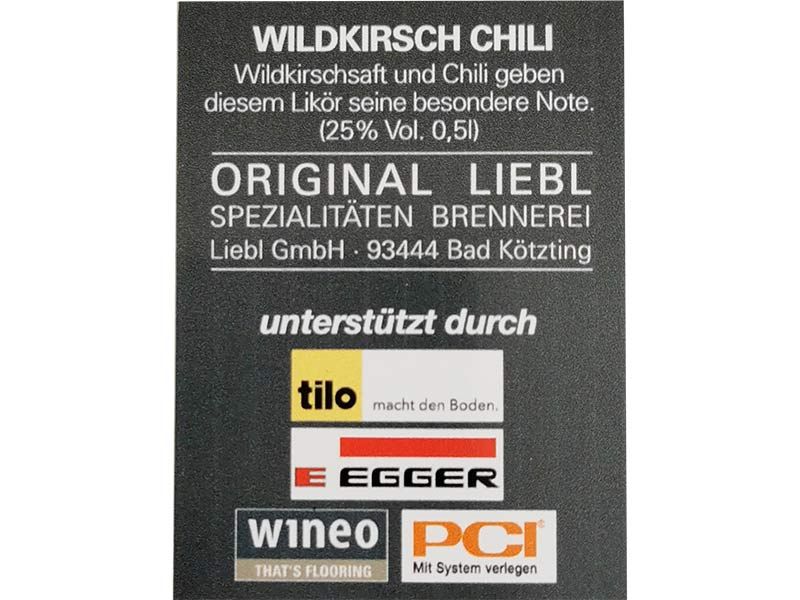 WILDKIRSCH CHILI
Wildkirschsaft und Chili geben
diesem Likör seine besondere Note.
(25% Vol. 0,5l)
ORIGINAL LIEBL
SPEZIALITÄTEN BRENNEREI
Liebl GmbH · 93444 Bad Kötzting
unterstützt durch
tilo macht den Boden.
E EGGER
wineo
THAT'S FLOORING
PCI®
Mit System verlegen